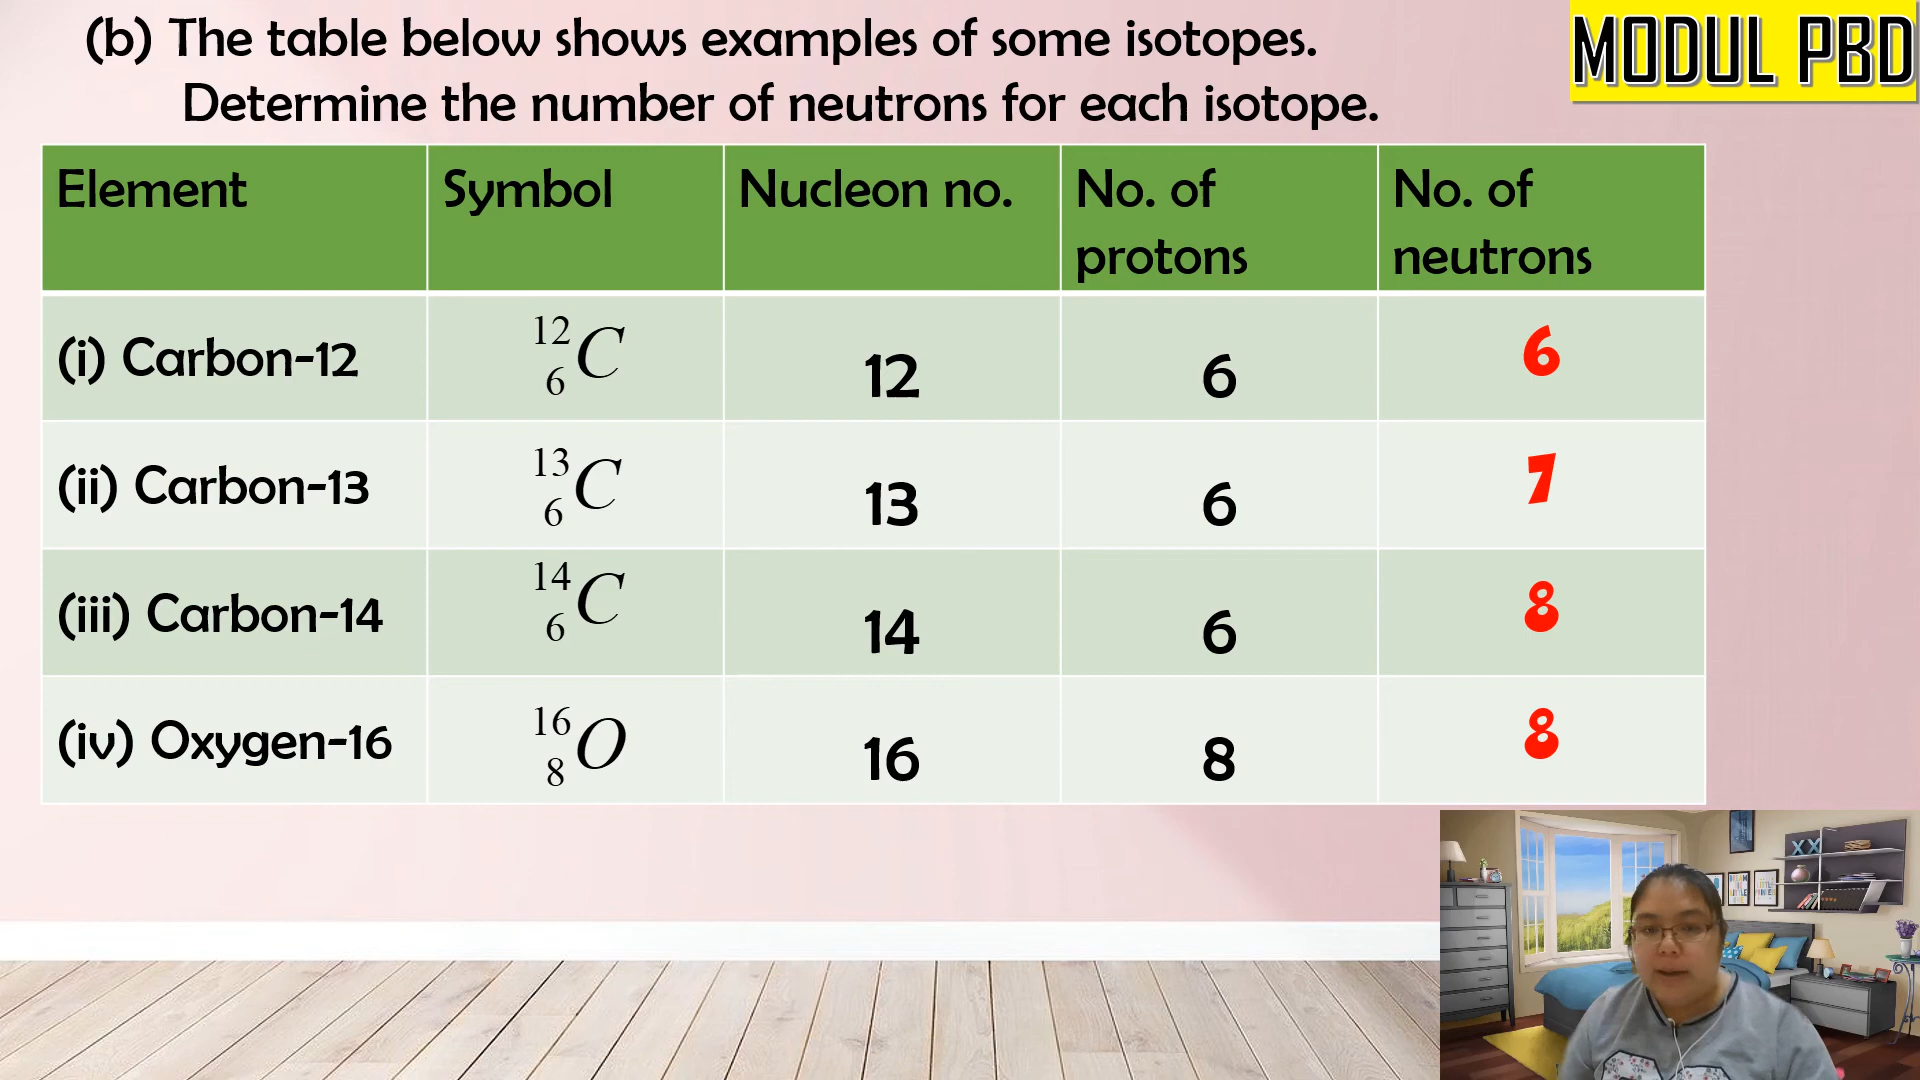 (b) The table below shows examples of some isotopes.
MODUL PBD
Determine the number of neutrons for each isotope.
Element Symbol Nucleon no. No. of protons No. of neutrons
(i) Carbon-12 12 6 C 12 6 6
(ii) Carbon-13 13 6 C 13 6 7
(iii) Carbon-14 14 6 C 14 6 8
(iv) Oxygen-16 16 8 O 16 8 8